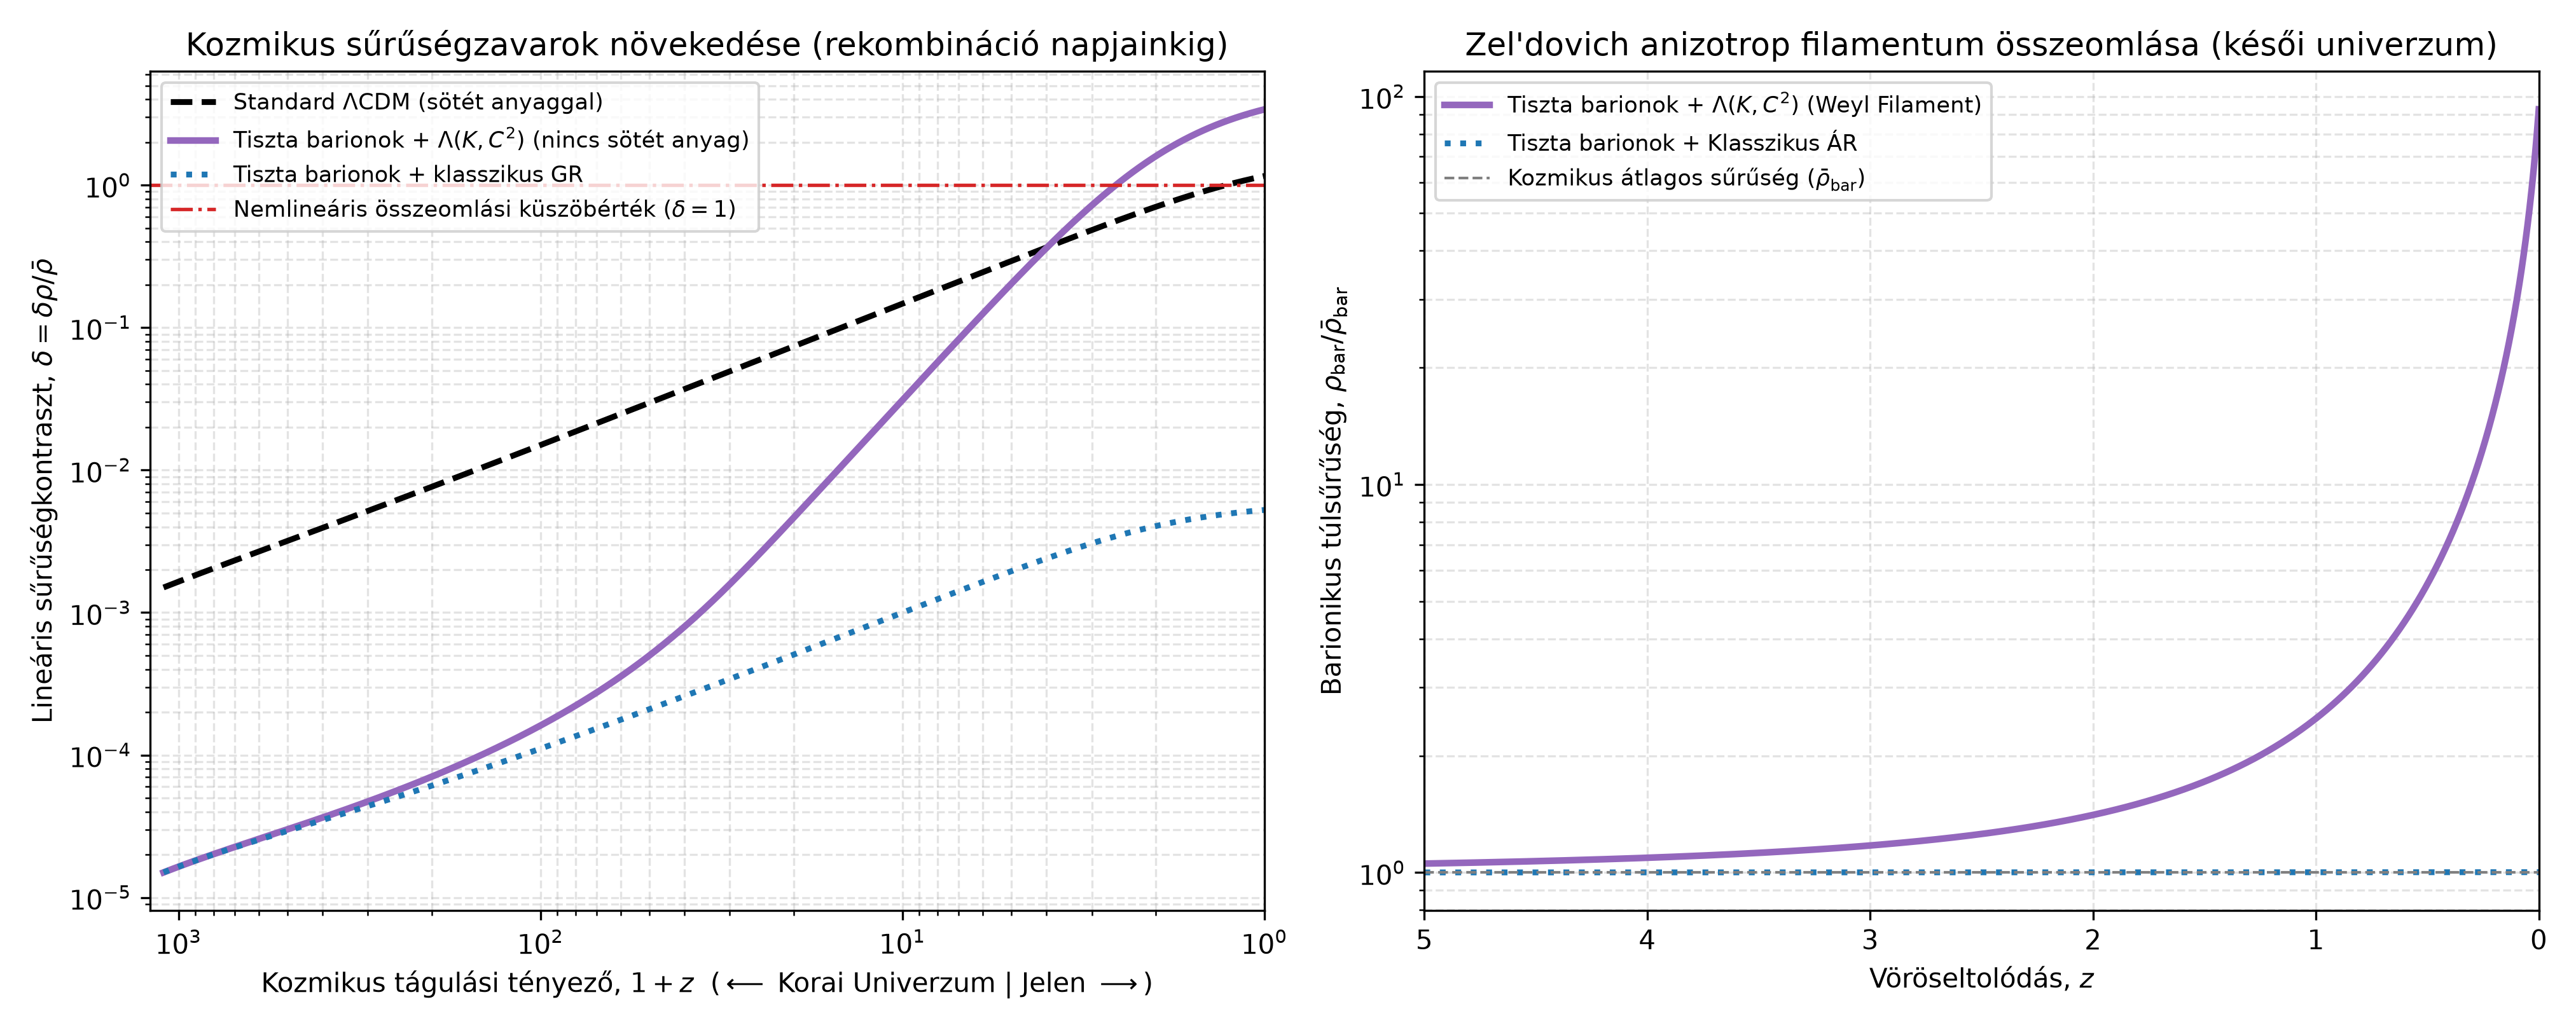 Kozmikus sűrűségzavarok növekedése (rekombináció napjainkig)
Standard ΛCDM (sötét anyaggal)
Tiszta barionok + Λ(K, C²) (nincs sötét anyag)
Tiszta barionok + klasszikus GR
Nemlineáris összeomlási küszöbérték (δ = 1)
Lineáris sűrűségkontraszt, δ = δρ/ρ̄
10⁰
10⁻¹
10⁻²
10⁻³
10⁻⁴
10⁻⁵
10³ 10² 10¹ 10⁰
Kozmikus tágulási tényező, 1 + z (⟵ Korai Univerzum | Jelen ⟶)
Zel'dovich anizotrop filamentum összeomlása (késői univerzum)
Tiszta barionok + Λ(K, C²) (Weyl Filament)
Tiszta barionok + Klasszikus ÁR
Kozmikus átlagos sűrűség (ρ̄bar)
Barionikus túlsűrűség, ρbar/ρ̄bar
10²
10¹
10⁰
5 4 3 2 1 0
Vöröseltolódás, z